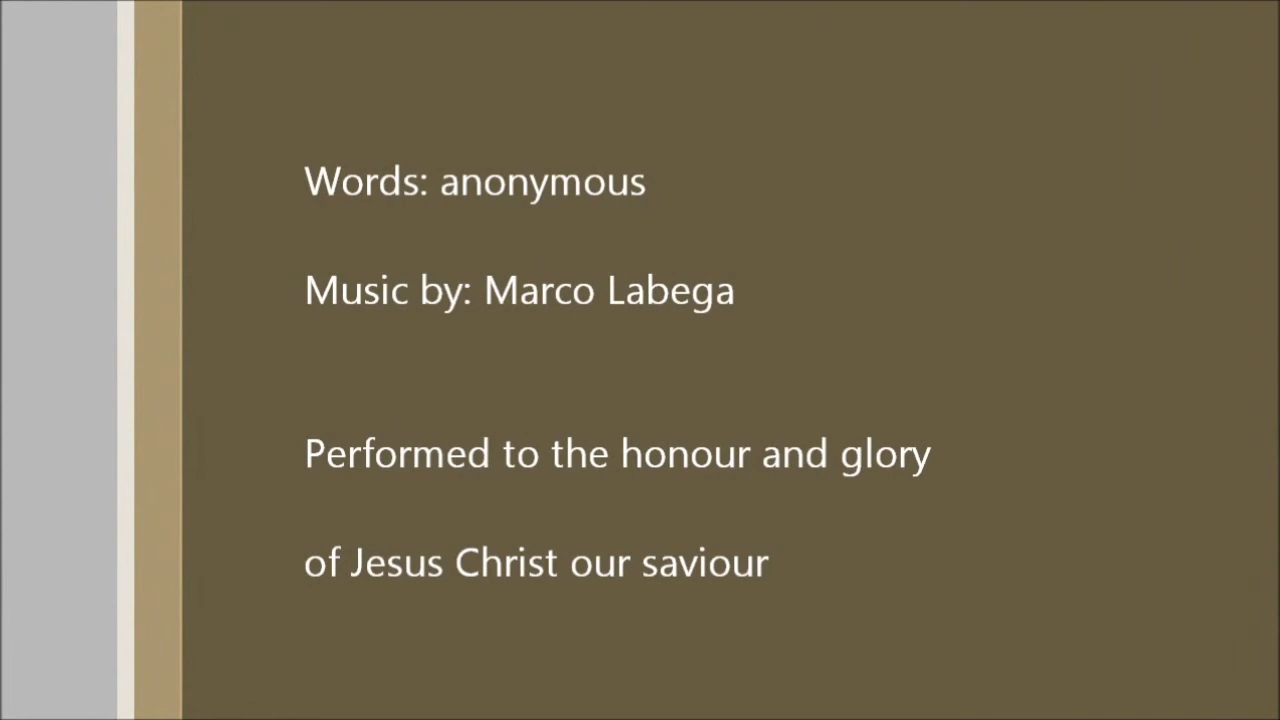 Words: anonymous
Music by: Marco Labega
Performed to the honour and glory
of Jesus Christ our saviour